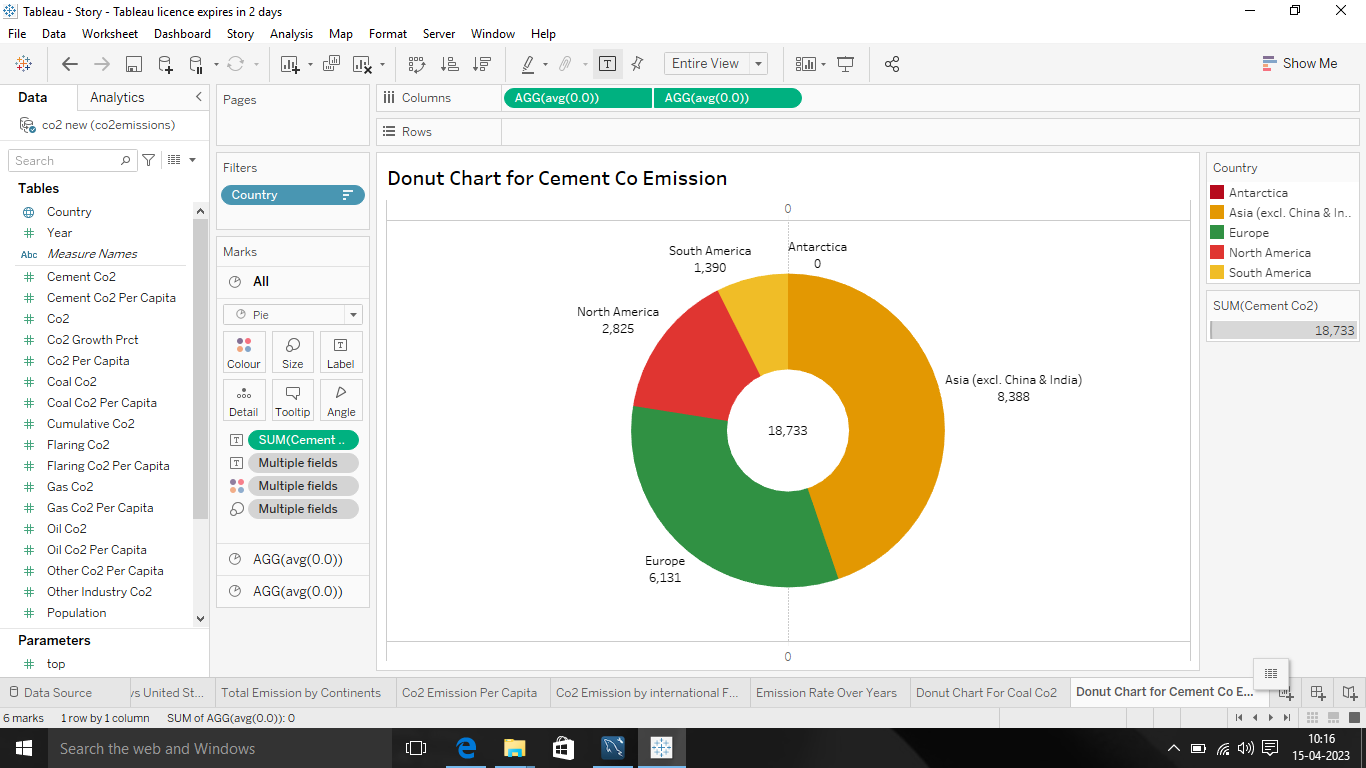 Tableau - Story - Tableau licence expires in 2 days
File Data Worksheet Dashboard Story Analysis Map Format Server Window Help
Entire View
Show Me
Data Analytics
co2 new (co2emissions)
Search
Tables
Country
Year
Abc Measure Names
Cement Co2
Cement Co2 Per Capita
Co2
Co2 Growth Prct
Co2 Per Capita
Coal Co2
Coal Co2 Per Capita
Cumulative Co2
Flaring Co2
Flaring Co2 Per Capita
Gas Co2
Gas Co2 Per Capita
Oil Co2
Oil Co2 Per Capita
Other Co2 Per Capita
Other Industry Co2
Population
Parameters
top
Pages
Filters
Country
Marks
All
Pie
Colour Size Label
Detail Tooltip Angle
SUM(Cement ..
Multiple fields
Multiple fields
Multiple fields
AGG(avg(0.0))
AGG(avg(0.0))
Columns AGG(avg(0.0)) AGG(avg(0.0))
Rows
Donut Chart for Cement Co Emission
0
South America
1,390
Antarctica
0
North America
2,825
Asia (excl. China & India)
8,388
18,733
Europe
6,131
0
Country
Antarctica
Asia (excl. China & In..
Europe
North America
South America
SUM(Cement Co2)
18,733
Data Source /s United St... Total Emission by Continents Co2 Emission Per Capita Co2 Emission by international F... Emission Rate Over Years Donut Chart For Coal Co2 Donut Chart for Cement Co E...
6 marks 1 row by 1 column SUM of AGG(avg(0.0)): 0
Search the web and Windows
10:16
15-04-2023